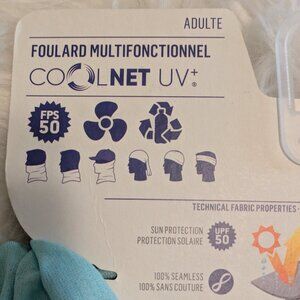 ADULTE
FOULARD MULTIFONCTIONNEL
COOLNET UV+®
FPS
50
TECHNICAL FABRIC PROPERTIES
SUN PROTECTION
PROTECTION SOLAIRE
UPF
50
100% SEAMLESS
100% SANS COUTURE